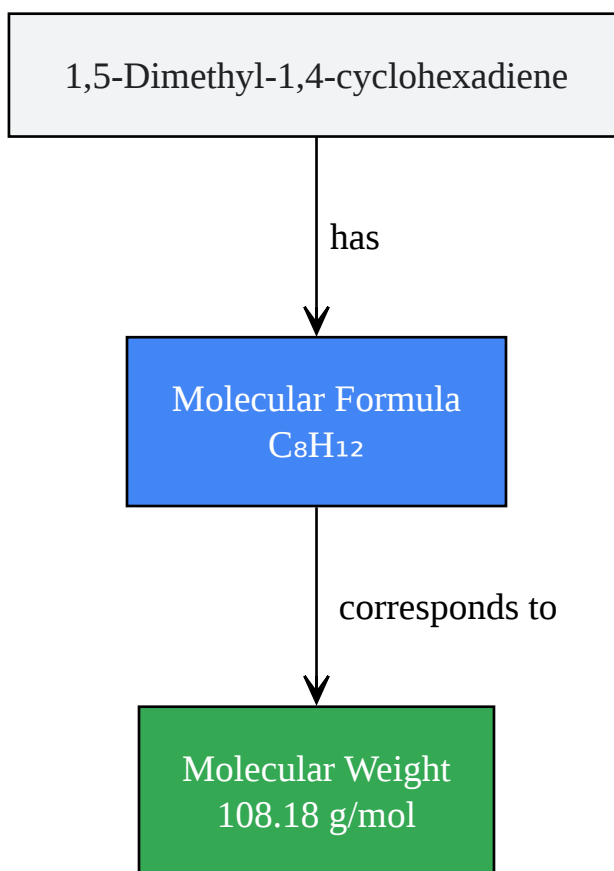 1,5-Dimethyl-1,4-cyclohexadiene
has
Molecular Formula
C₈H₁₂
corresponds to
Molecular Weight
108.18 g/mol